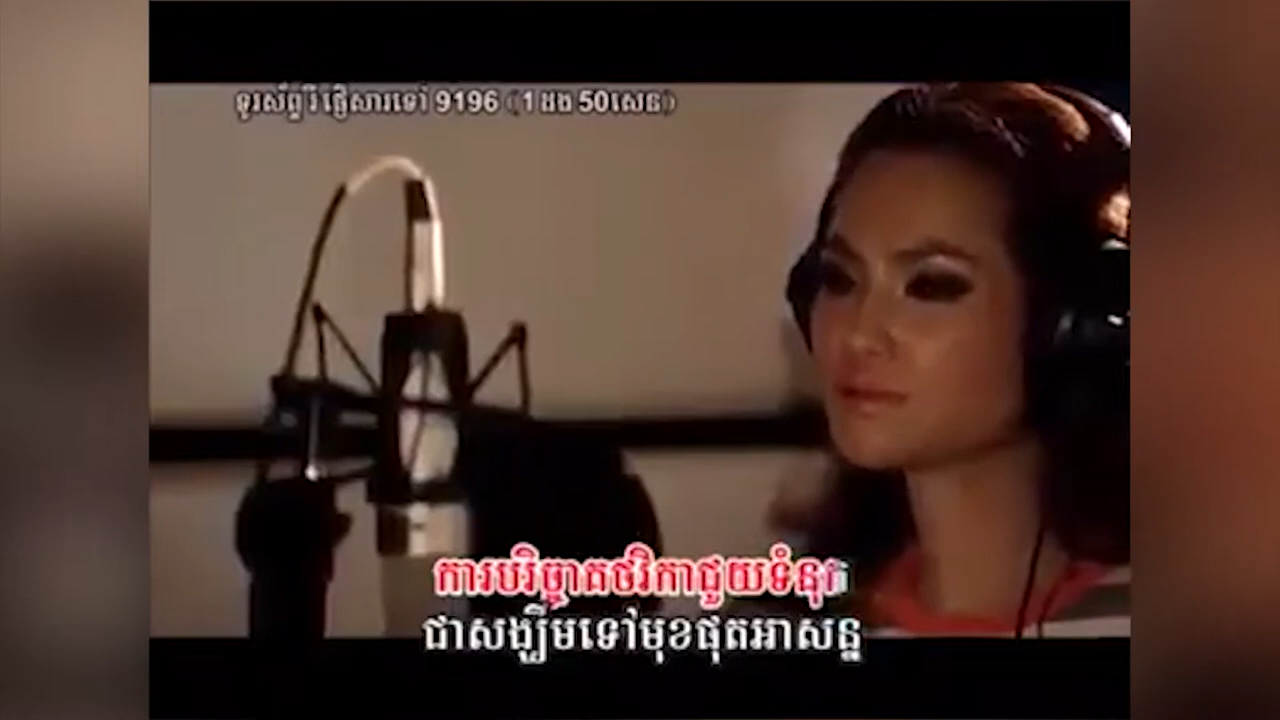 ទូរស័ព្ទ រឺ ផ្ញើសារទៅ 9196 (1 ដង 50សេន)
ការបរិច្ចាគថវិកាជួយទំនុក
ជាសង្ឃឹមទៅមុខផុតអាសន្ន